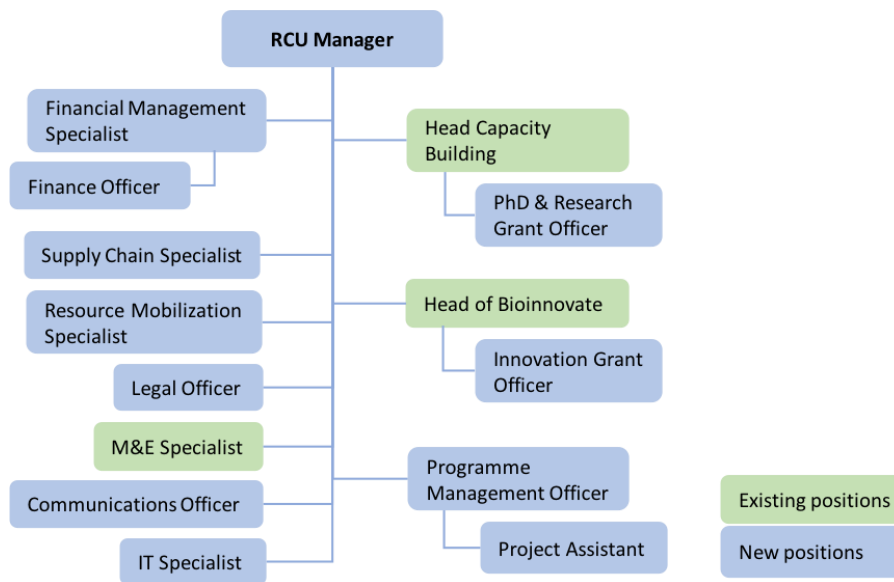 RCU Manager
Financial Management
Specialist
Finance Officer
Supply Chain Specialist
Resource Mobilization
Specialist
Legal Officer
M&E Specialist
Communications Officer
IT Specialist
Head Capacity
Building
PhD & Research
Grant Officer
Head of Bioinnovate
Innovation Grant
Officer
Programme
Management Officer
Project Assistant
Existing positions
New positions